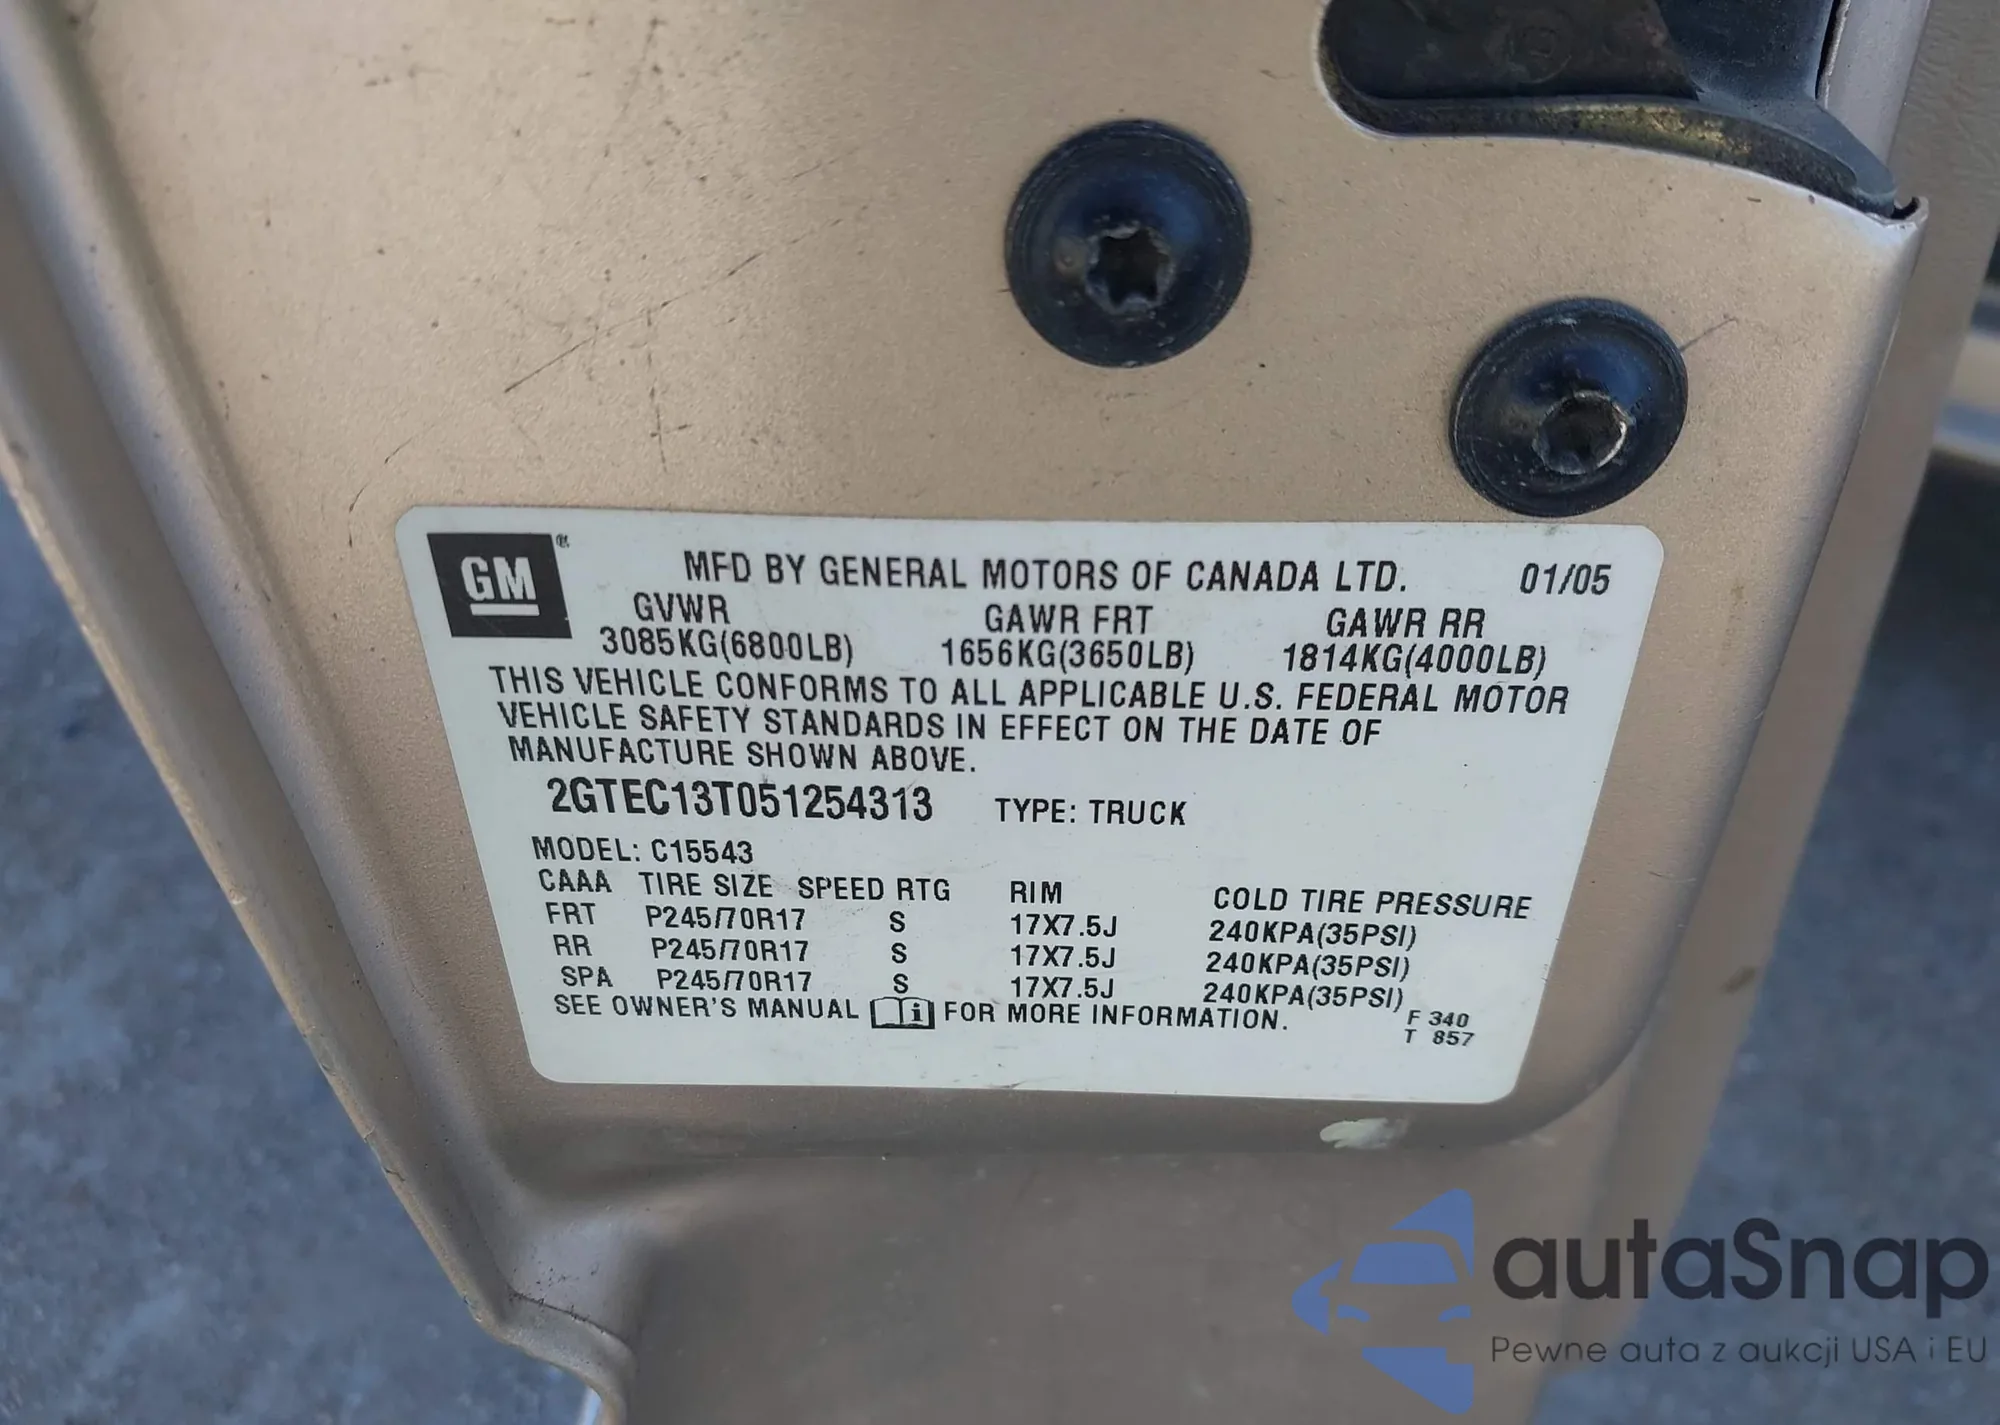 GM®
MFD BY GENERAL MOTORS OF CANADA LTD. 01/05
GVWR GAWR FRT GAWR RR
3085KG(6800LB) 1656KG(3650LB) 1814KG(4000LB)
THIS VEHICLE CONFORMS TO ALL APPLICABLE U.S. FEDERAL MOTOR
VEHICLE SAFETY STANDARDS IN EFFECT ON THE DATE OF
MANUFACTURE SHOWN ABOVE.
2GTEC13T051254313 TYPE: TRUCK
MODEL: C15543
CAAA TIRE SIZE SPEED RTG RIM COLD TIRE PRESSURE
FRT P245/70R17 S 17X7.5J 240KPA(35PSI)
RR P245/70R17 S 17X7.5J 240KPA(35PSI)
SPA P245/70R17 S 17X7.5J 240KPA(35PSI)
SEE OWNER'S MANUAL i FOR MORE INFORMATION.
F 340
T 857
autaSnap
Pewne auta z aukcji USA i EU